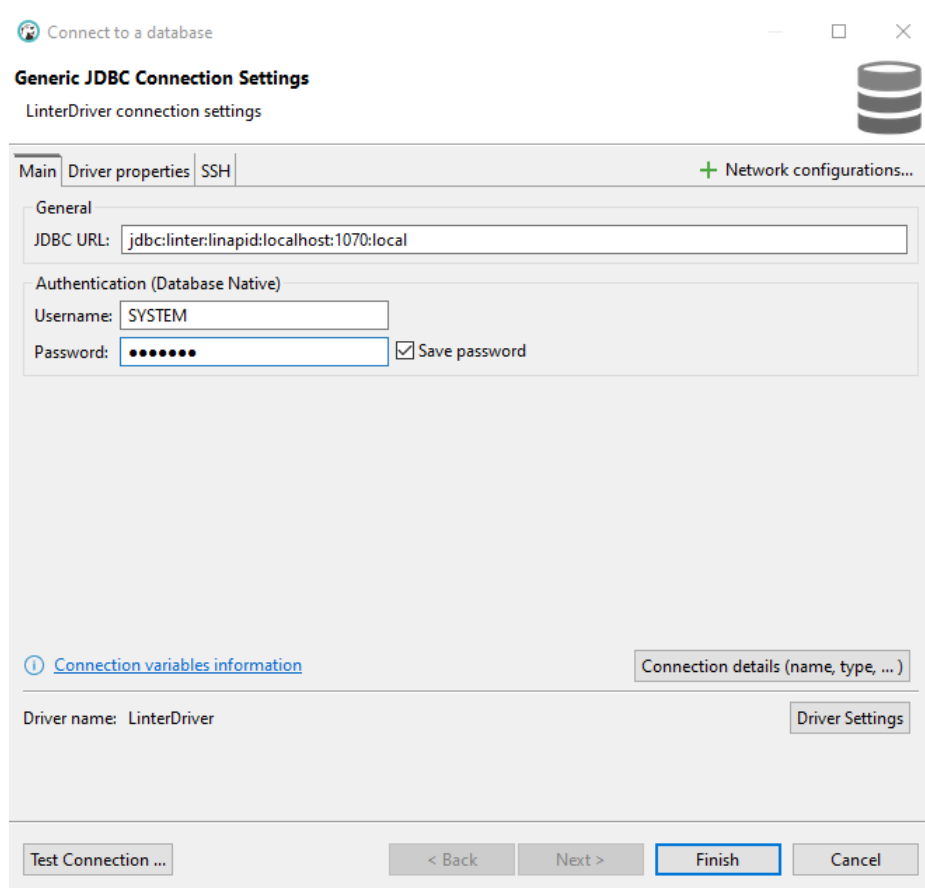 Connect to a database
Generic JDBC Connection Settings
LinterDriver connection settings
Main Driver properties SSH Network configurations...
General
JDBC URL: jdbc:linter:linapid:localhost:1070:local
Authentication (Database Native)
Username: SYSTEM
Password: ●●●●●●● Save password
Connection variables information
Connection details (name, type, ... )
Driver name: LinterDriver
Driver Settings
Test Connection ... < Back Next > Finish Cancel